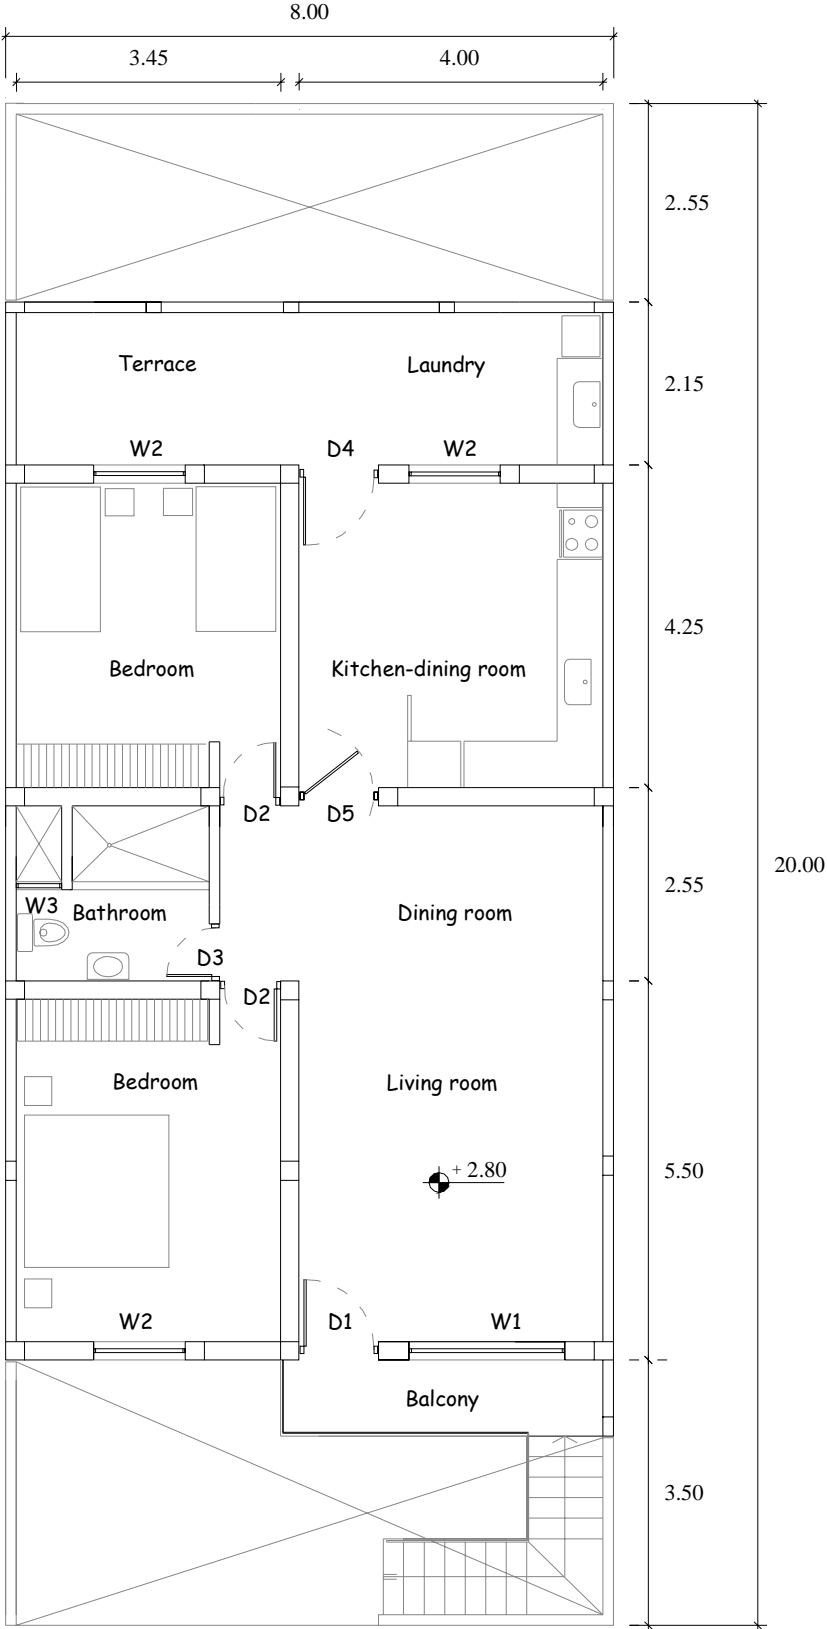 8.00
3.45 4.00
2..55
Terrace Laundry
2.15
W2 D4 W2
4.25
Bedroom Kitchen-dining room
D2 D5
20.00
2.55
W3 Bathroom Dining room
D3
D2
Bedroom Living room
+ 2.80
5.50
W2 D1 W1
Balcony
3.50